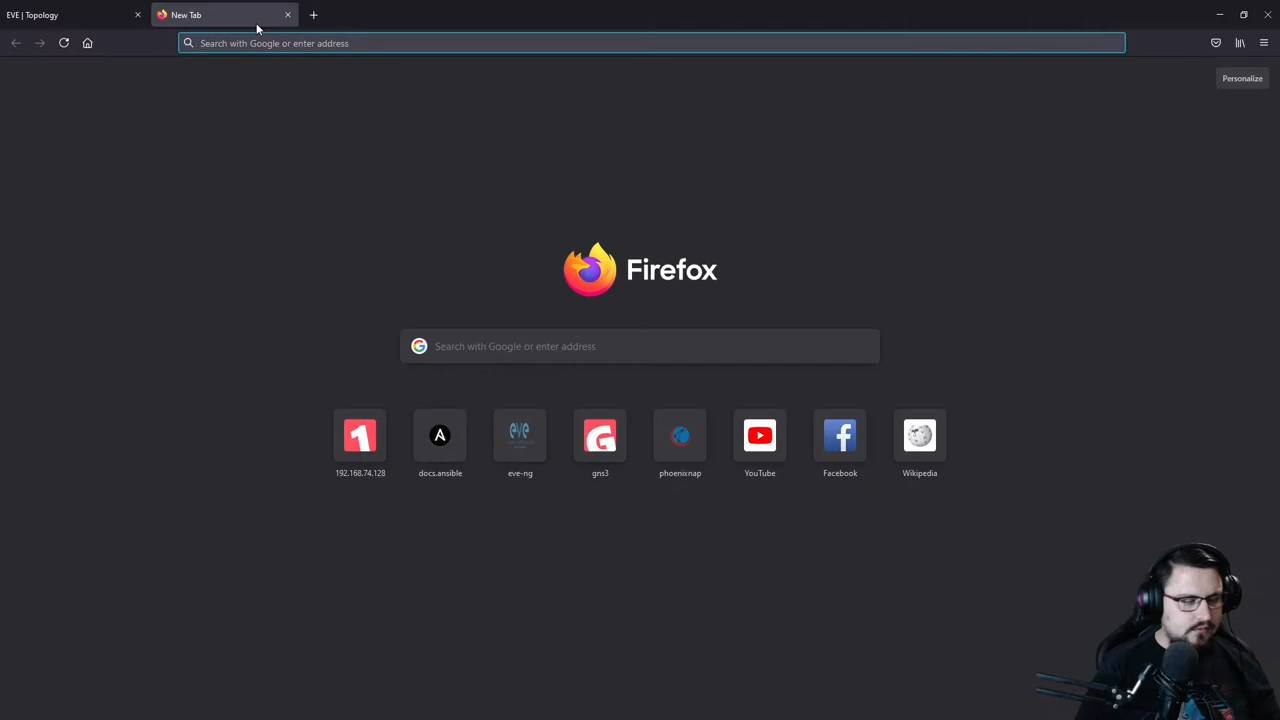 EVE | Topology
New Tab
Search with Google or enter address
Personalize
Firefox
Search with Google or enter address
192.168.74.128
docs.ansible
eve-ng
gns3
phoenixnap
YouTube
Facebook
Wikipedia